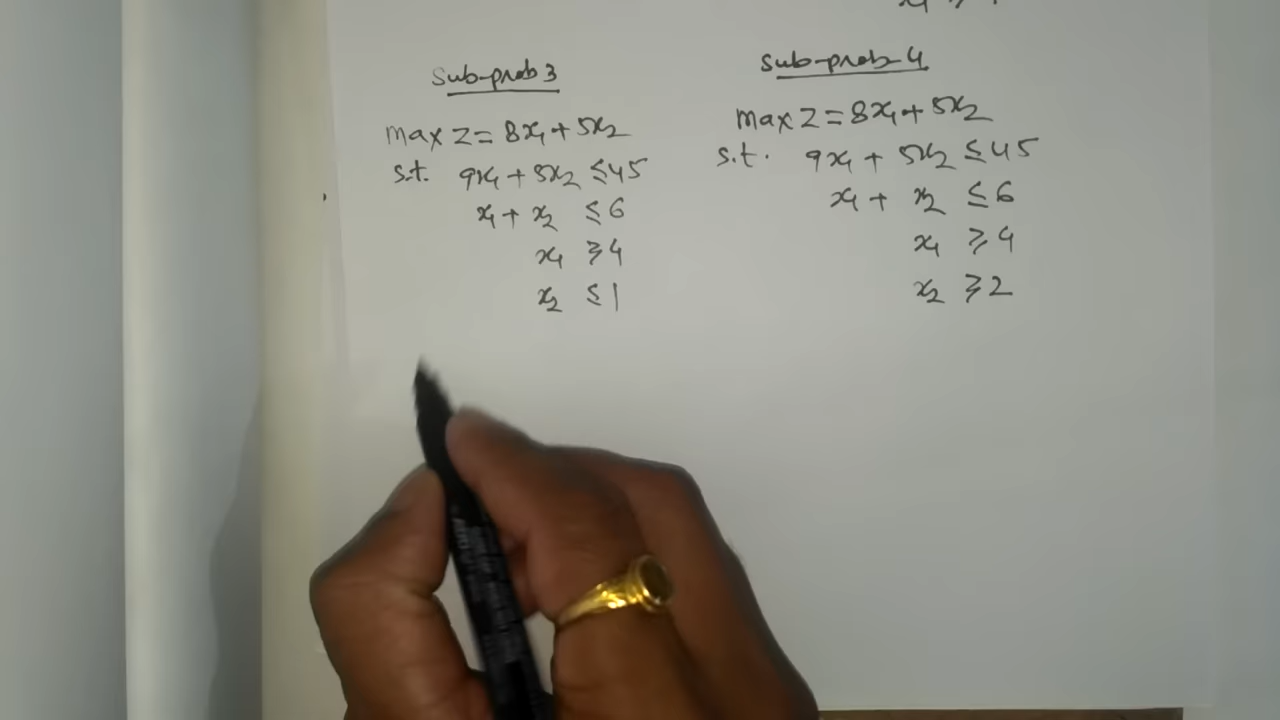 Sub-prob 3
max Z = 8x₁ + 5x₂
s.t. 9x₁ + 5x₂ ≤ 45
x₁ + x₂ ≤ 6
x₁ ≥ 4
x₂ ≤ 1
Sub-prob-4
max Z = 8x₁ + 5x₂
s.t. 9x₁ + 5x₂ ≤ 45
x₁ + x₂ ≤ 6
x₁ ≥ 4
x₂ ≥ 2